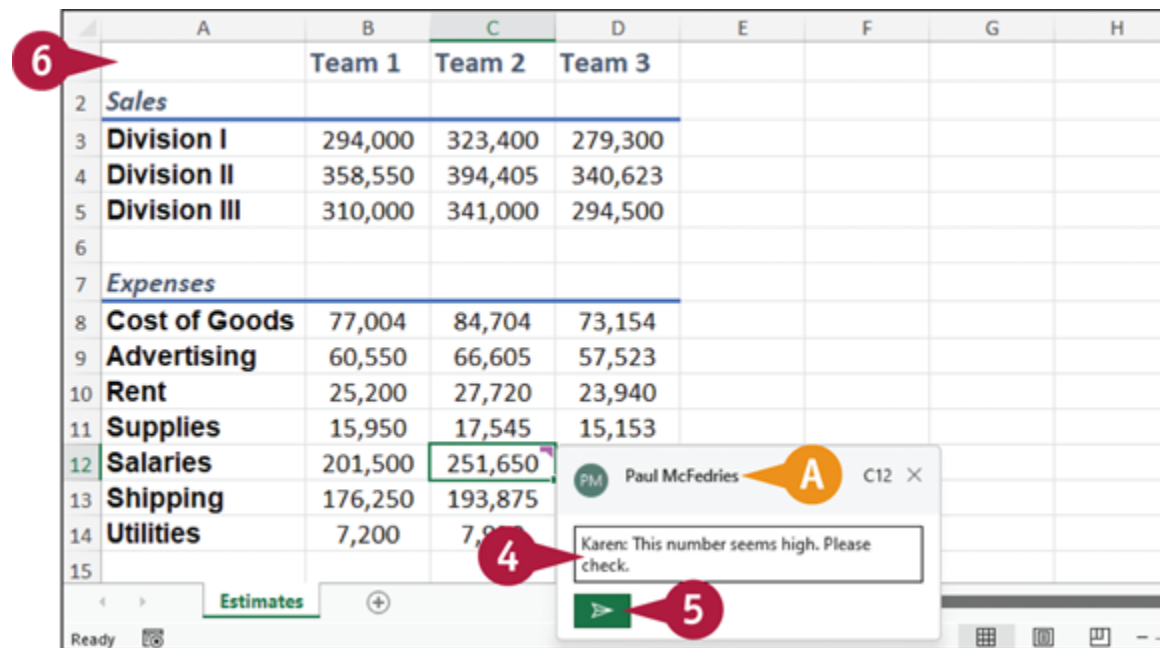 A B C D E F G H
6 Team 1 Team 2 Team 3
2 Sales
3 Division I 294,000 323,400 279,300
4 Division II 358,550 394,405 340,623
5 Division III 310,000 341,000 294,500
6
7 Expenses
8 Cost of Goods 77,004 84,704 73,154
9 Advertising 60,550 66,605 57,523
10 Rent 25,200 27,720 23,940
11 Supplies 15,950 17,545 15,153
12 Salaries 201,500 251,650
PM Paul McFedries A C12
13 Shipping 176,250 193,875
14 Utilities 7,200
4 Karen: This number seems high. Please
check.
15
5
Estimates
Ready